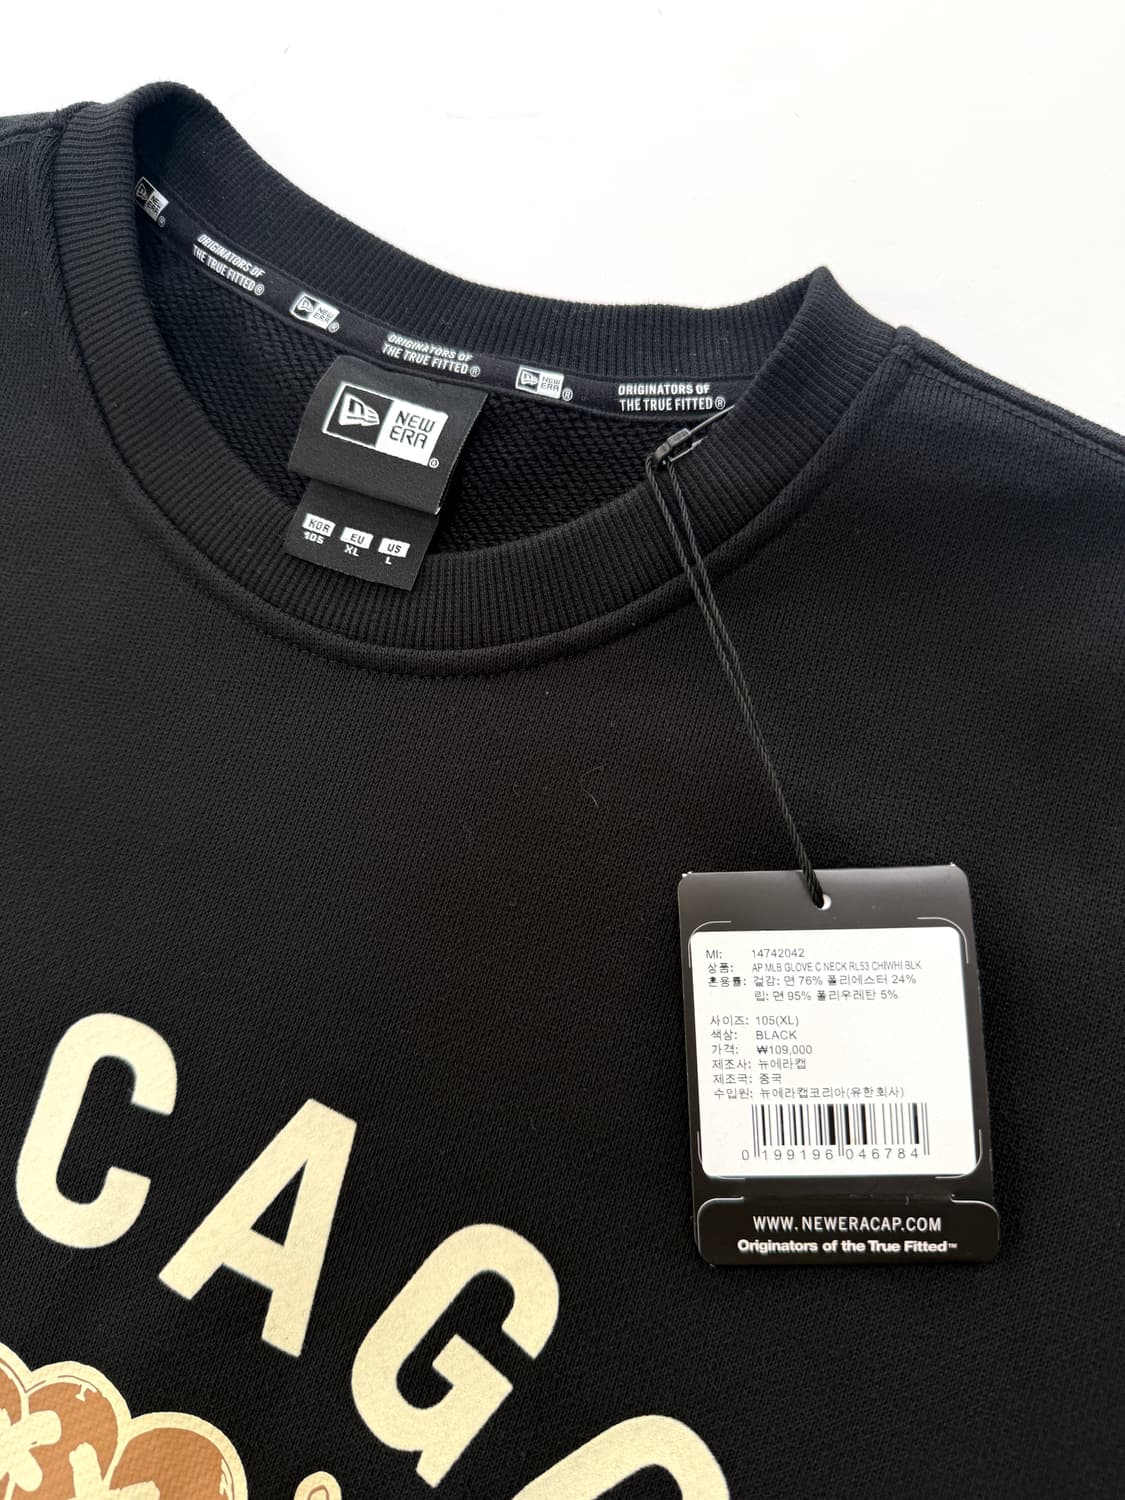 NEW
ERA
ORIGINATORS OF
THE TRUE FITTED®
NEW
ERA®
ORIGINATORS OF
THE TRUE FITTED®
NEW
ERA®
ORIGINATORS OF
THE TRUE FITTED®
NEW
ERA®
KOR EU US
105 XL L
MI: 14742042
상품: AP MLB GLOVE C NECK RL53 CHIWHI BLK
혼용률: 겉감: 면 76% 폴리에스터 24%
립: 면 95% 폴리우레탄 5%
사이즈: 105(XL)
색상: BLACK
가격: ₩109,000
제조사: 뉴에라캡
제조국: 중국
수입원: 뉴에라캡코리아(유한회사)
0 199196 046784
WWW.NEWERACAP.COM
Originators of the True Fitted™
CAGO